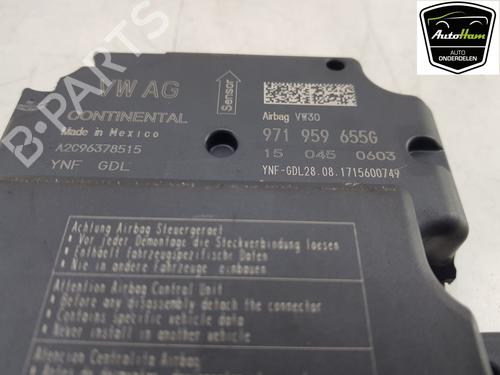 AutoHam
AUTO
ONDERDELEN
B-PARTS
VW AG
Sensor
CONTINENTAL
Made in Mexico
A2C96378515
YNF GDL
Airbag VW30
971 959 655G
15 045 0603
YNF-GDL28.08.1715600749
Achtung Airbag Steuergeraet
* Vor jeder Demontage die Steckverbindung loesen
* Enthaelt fahrzeugspezifische Daten
* Nie in andere Fahrzeuge einbauen
Attention Airbag Control Unit
* Before any disassembly detach the connector
* Contains specific vehicle data
* Never install in another vehicle
Atencion Centralita Airbag